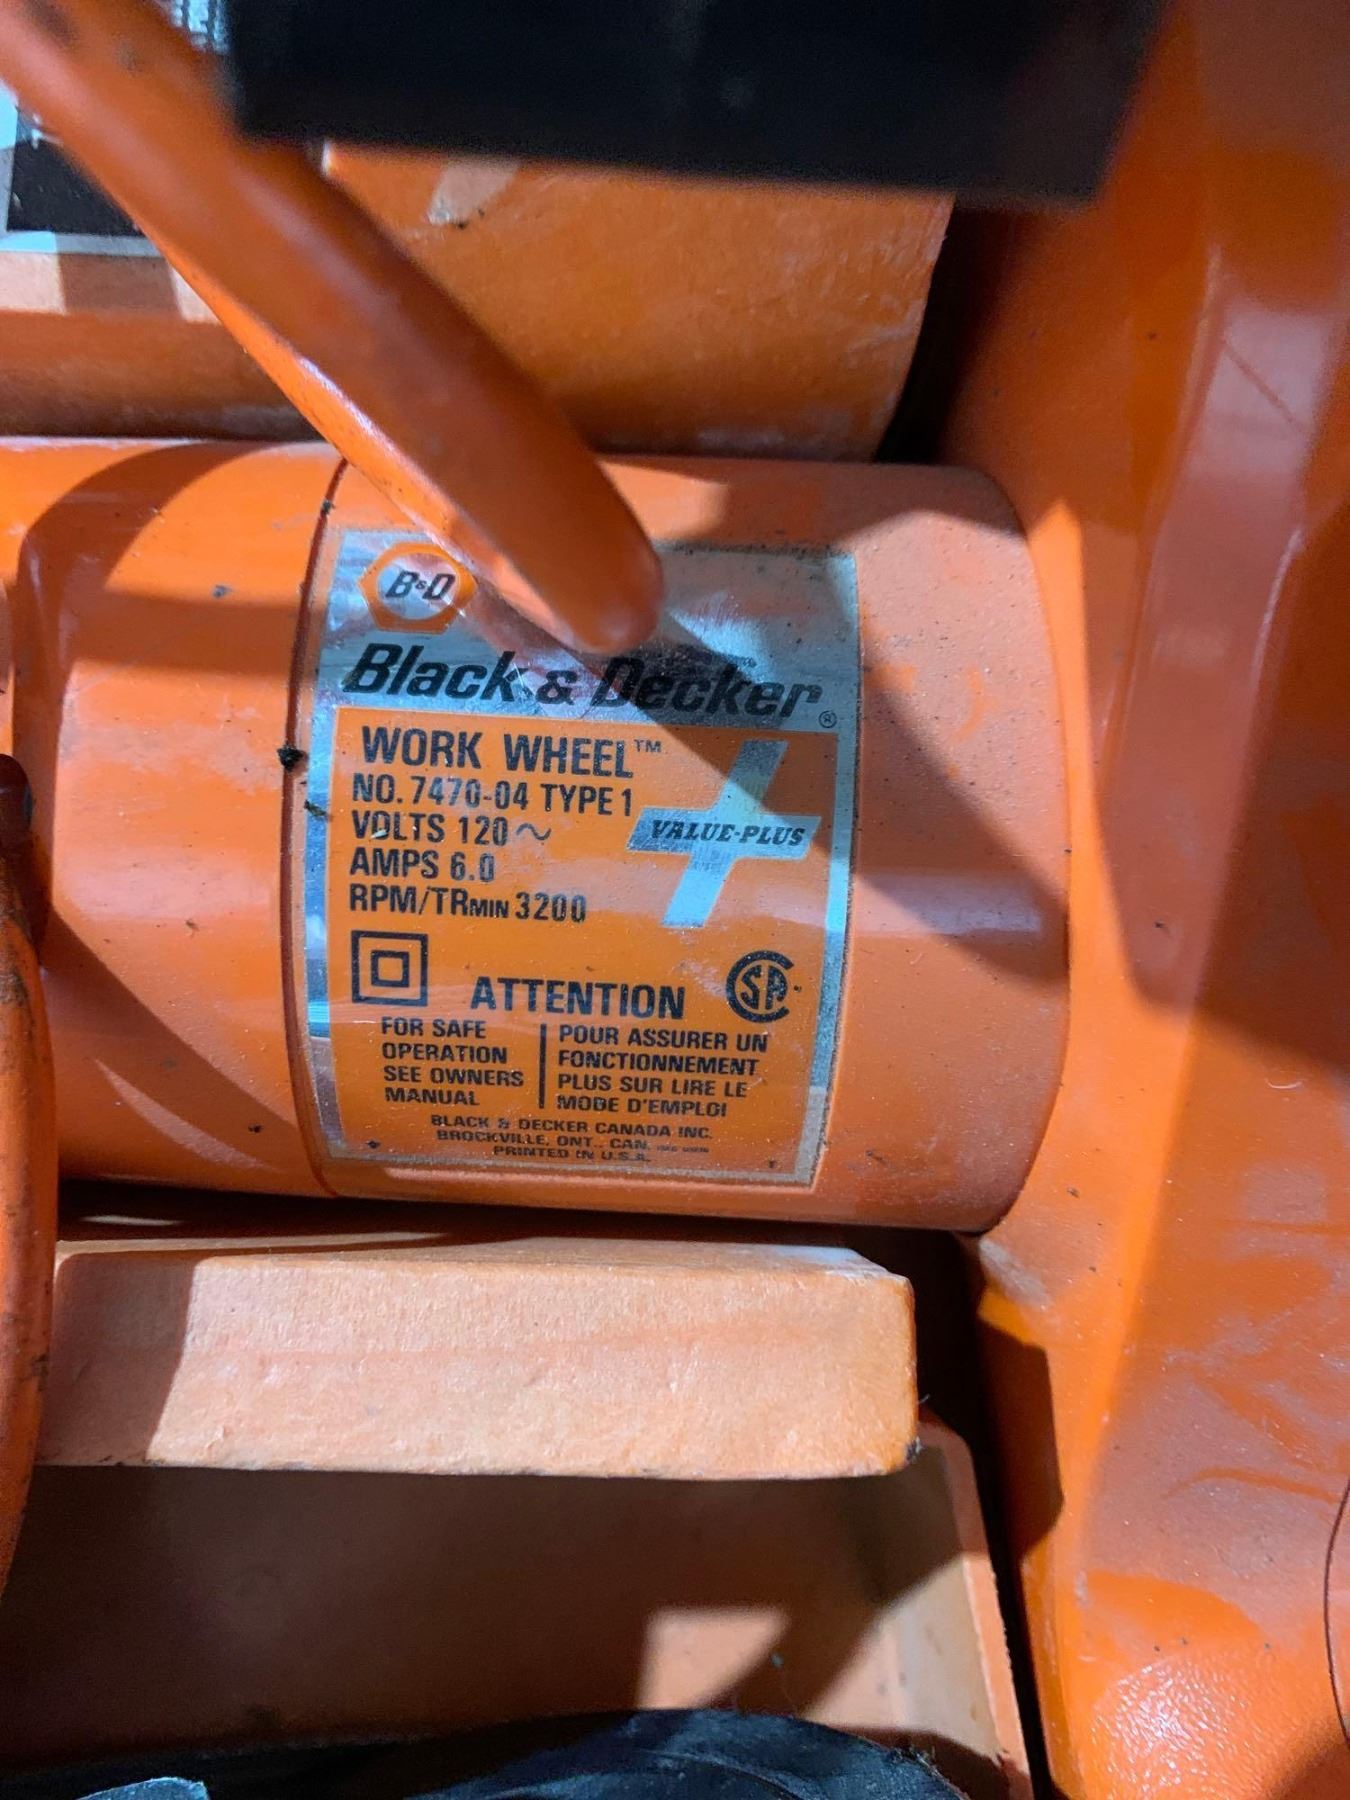 B&D
Black & Decker®
WORK WHEEL™
NO. 7470-04 TYPE 1
VOLTS 120~
AMPS 6.0
RPM/TRMIN 3200
VALUE-PLUS
ATTENTION
SA
FOR SAFE
OPERATION
SEE OWNERS
MANUAL
POUR ASSURER UN
FONCTIONNEMENT
PLUS SUR LIRE LE
MODE D'EMPLOI
BLACK & DECKER CANADA INC.
BROCKVILLE, ONT., CAN.
PRINTED IN U.S.A.